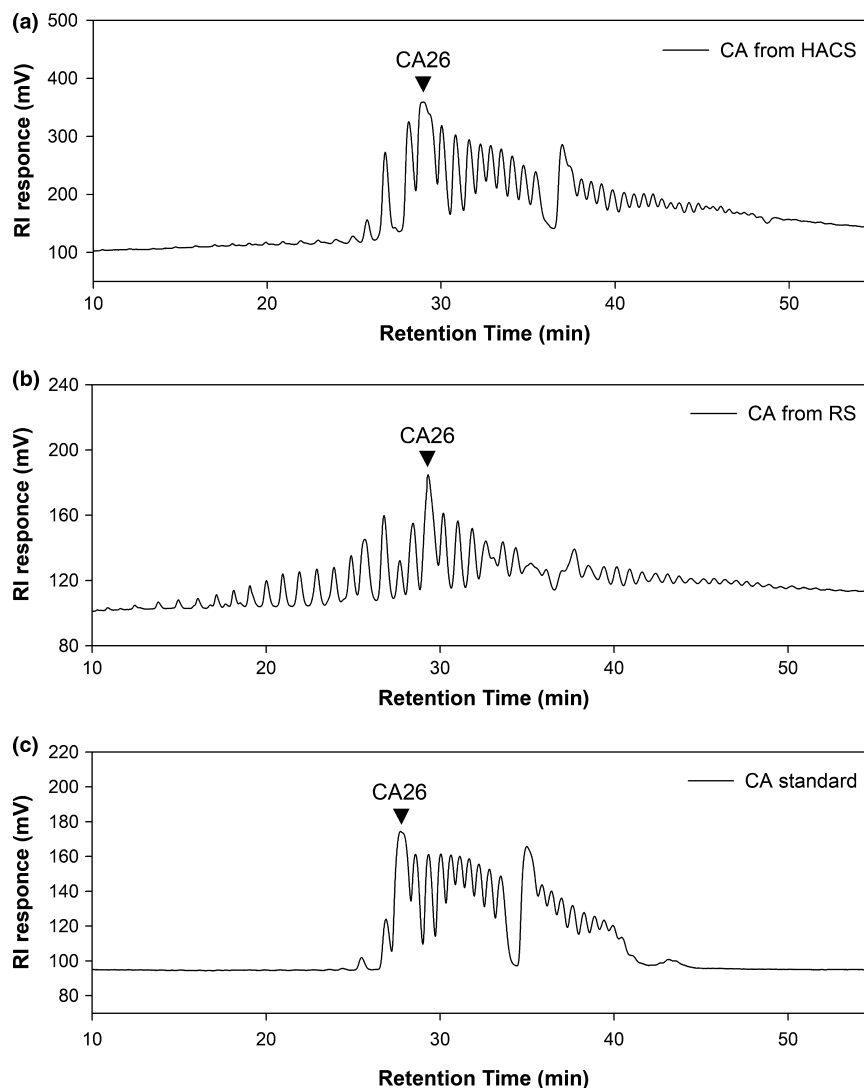 (a)
500
CA from HACS
CA26
400
300
200
100
RI responce (mV)
10 20 30 40 50
Retention Time (min)
(b)
240
CA from RS
CA26
200
160
120
80
RI responce (mV)
10 20 30 40 50
Retention Time (min)
(c)
220
CA standard
200
CA26
180
160
140
120
100
80
RI responce (mV)
10 20 30 40 50
Retention Time (min)